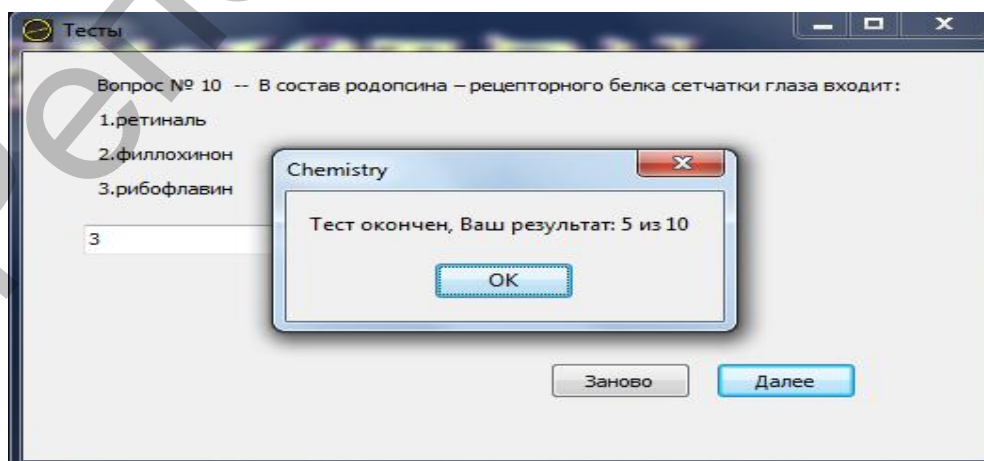 Тесты
Вопрос № 10 -- В состав родопсина – рецепторного белка сетчатки глаза входит:
1.ретиналь
2.филлохинон
3.рибофлавин
3
Chemistry
Тест окончен, Ваш результат: 5 из 10
OK
Заново
Далее